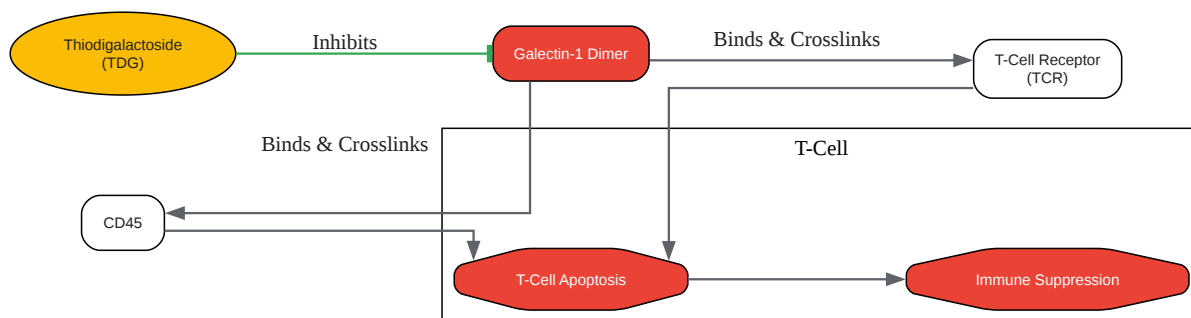 Thiodigalactoside
(TDG)
Inhibits
Galectin-1 Dimer
Binds & Crosslinks
T-Cell Receptor
(TCR)
Binds & Crosslinks
T-Cell
CD45
T-Cell Apoptosis
Immune Suppression